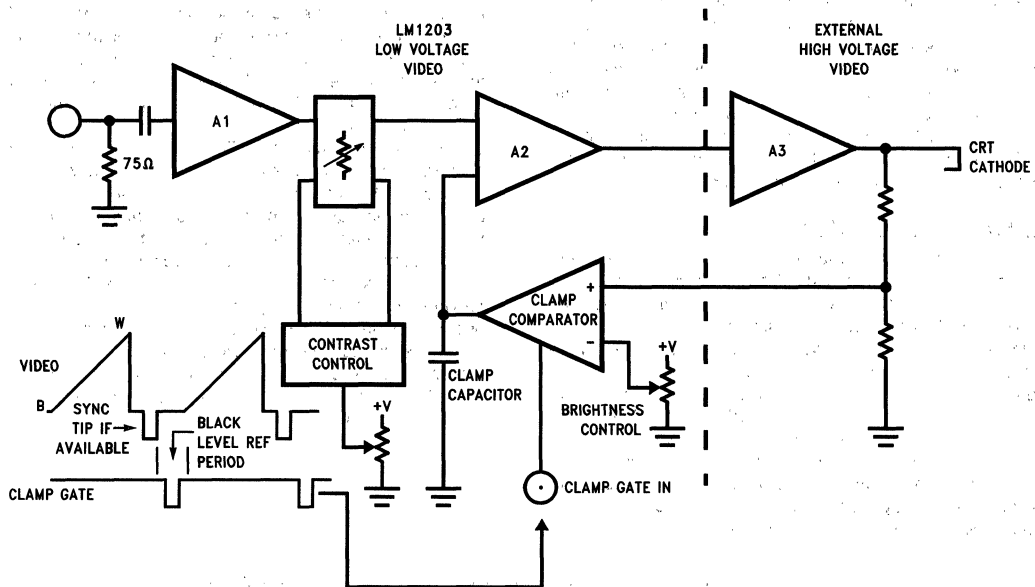 LM1203
LOW VOLTAGE
VIDEO
EXTERNAL
HIGH VOLTAGE
VIDEO
A1
A2
A3
75Ω
CRT
CATHODE
+
CLAMP
COMPARATOR
-
CONTRAST
CONTROL
CLAMP
CAPACITOR
+V
BRIGHTNESS
CONTROL
+V
W
VIDEO
B
SYNC
TIP IF
AVAILABLE
BLACK
LEVEL REF
PERIOD
CLAMP GATE
CLAMP GATE IN